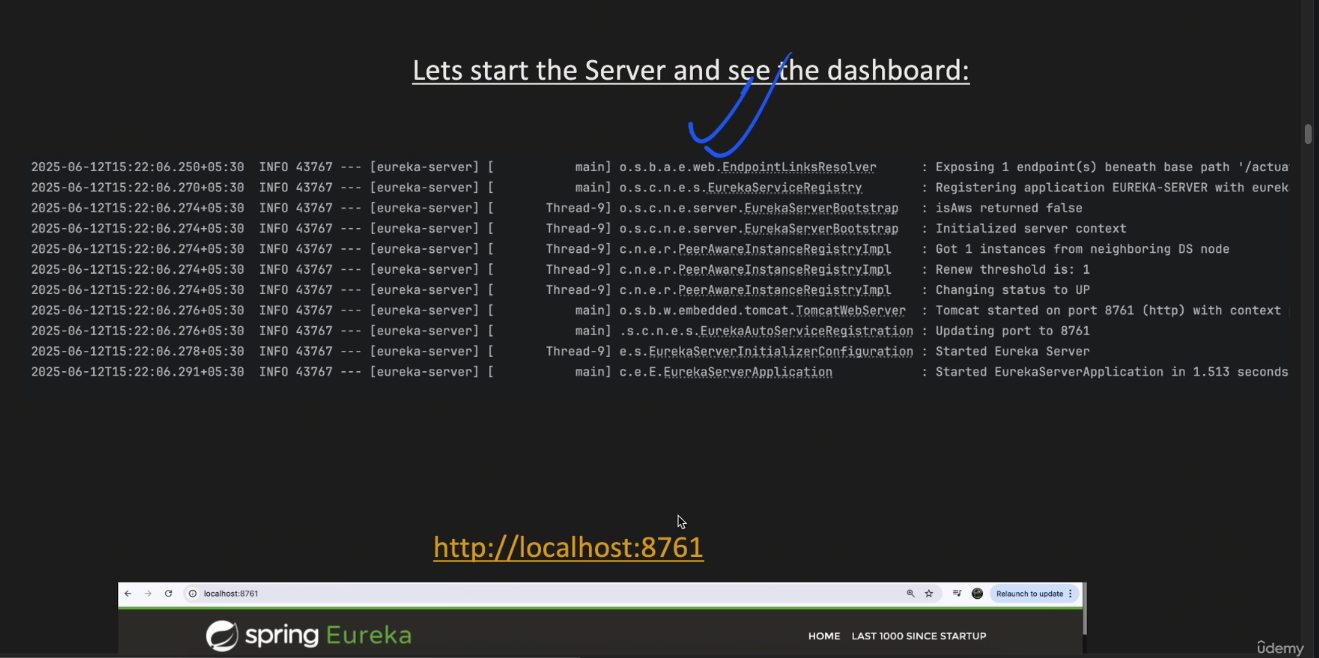 Lets start the Server and see the dashboard:
2025-06-12T15:22:06.250+05:30 INFO 43767 --- [eureka-server] [ main] o.s.b.a.e.web.EndpointLinksResolver : Exposing 1 endpoint(s) beneath base path '/actua
2025-06-12T15:22:06.270+05:30 INFO 43767 --- [eureka-server] [ main] o.s.c.n.e.s.EurekaServiceRegistry : Registering application EUREKA-SERVER with eurek
2025-06-12T15:22:06.274+05:30 INFO 43767 --- [eureka-server] [ Thread-9] o.s.c.n.e.server.EurekaServerBootstrap : isAws returned false
2025-06-12T15:22:06.274+05:30 INFO 43767 --- [eureka-server] [ Thread-9] o.s.c.n.e.server.EurekaServerBootstrap : Initialized server context
2025-06-12T15:22:06.274+05:30 INFO 43767 --- [eureka-server] [ Thread-9] c.n.e.r.PeerAwareInstanceRegistryImpl : Got 1 instances from neighboring DS node
2025-06-12T15:22:06.274+05:30 INFO 43767 --- [eureka-server] [ Thread-9] c.n.e.r.PeerAwareInstanceRegistryImpl : Renew threshold is: 1
2025-06-12T15:22:06.274+05:30 INFO 43767 --- [eureka-server] [ Thread-9] c.n.e.r.PeerAwareInstanceRegistryImpl : Changing status to UP
2025-06-12T15:22:06.276+05:30 INFO 43767 --- [eureka-server] [ main] o.s.b.w.embedded.tomcat.TomcatWebServer : Tomcat started on port 8761 (http) with context
2025-06-12T15:22:06.276+05:30 INFO 43767 --- [eureka-server] [ main] .s.c.n.e.s.EurekaAutoServiceRegistration : Updating port to 8761
2025-06-12T15:22:06.278+05:30 INFO 43767 --- [eureka-server] [ Thread-9] e.s.EurekaServerInitializerConfiguration : Started Eureka Server
2025-06-12T15:22:06.291+05:30 INFO 43767 --- [eureka-server] [ main] c.e.E.EurekaServerApplication : Started EurekaServerApplication in 1.513 seconds
http://localhost:8761
localhost:8761 Relaunch to update
spring Eureka HOME LAST 1000 SINCE STARTUP
ûdemy